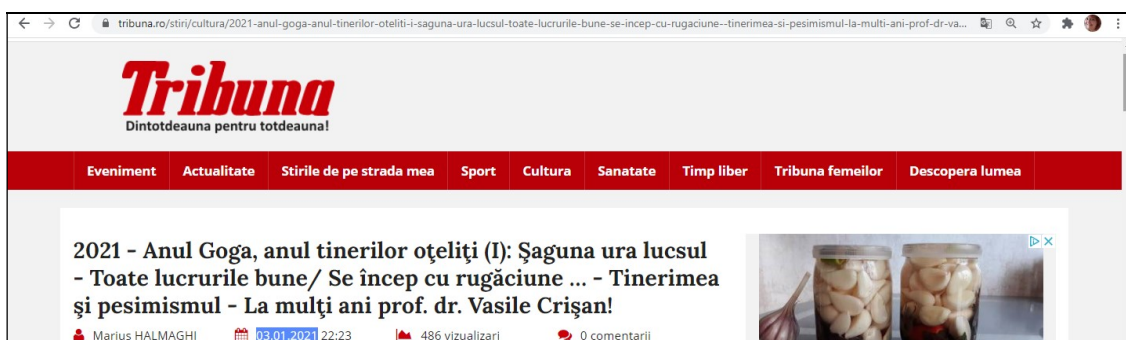 tribuna.ro/stiri/cultura/2021-anul-goga-anul-tinerilor-oteliti-i-saguna-ura-lucsul-toate-lucrurile-bune-se-incep-cu-rugaciune--tinerimea-si-pesimismul-la-multi-ani-prof-dr-va...
Tribuna
Dintotdeauna pentru totdeauna!
Eveniment Actualitate Stirile de pe strada mea Sport Cultura Sanatate Timp liber Tribuna femeilor Descopera lumea
2021 - Anul Goga, anul tinerilor oţeliţi (I): Şaguna ura lucsul
- Toate lucrurile bune/ Se încep cu rugăciune ... - Tinerimea
şi pesimismul - La mulţi ani prof. dr. Vasile Crişan!
Marius HALMAGHI 03.01.2021 22:23 486 vizualizari 0 comentarii